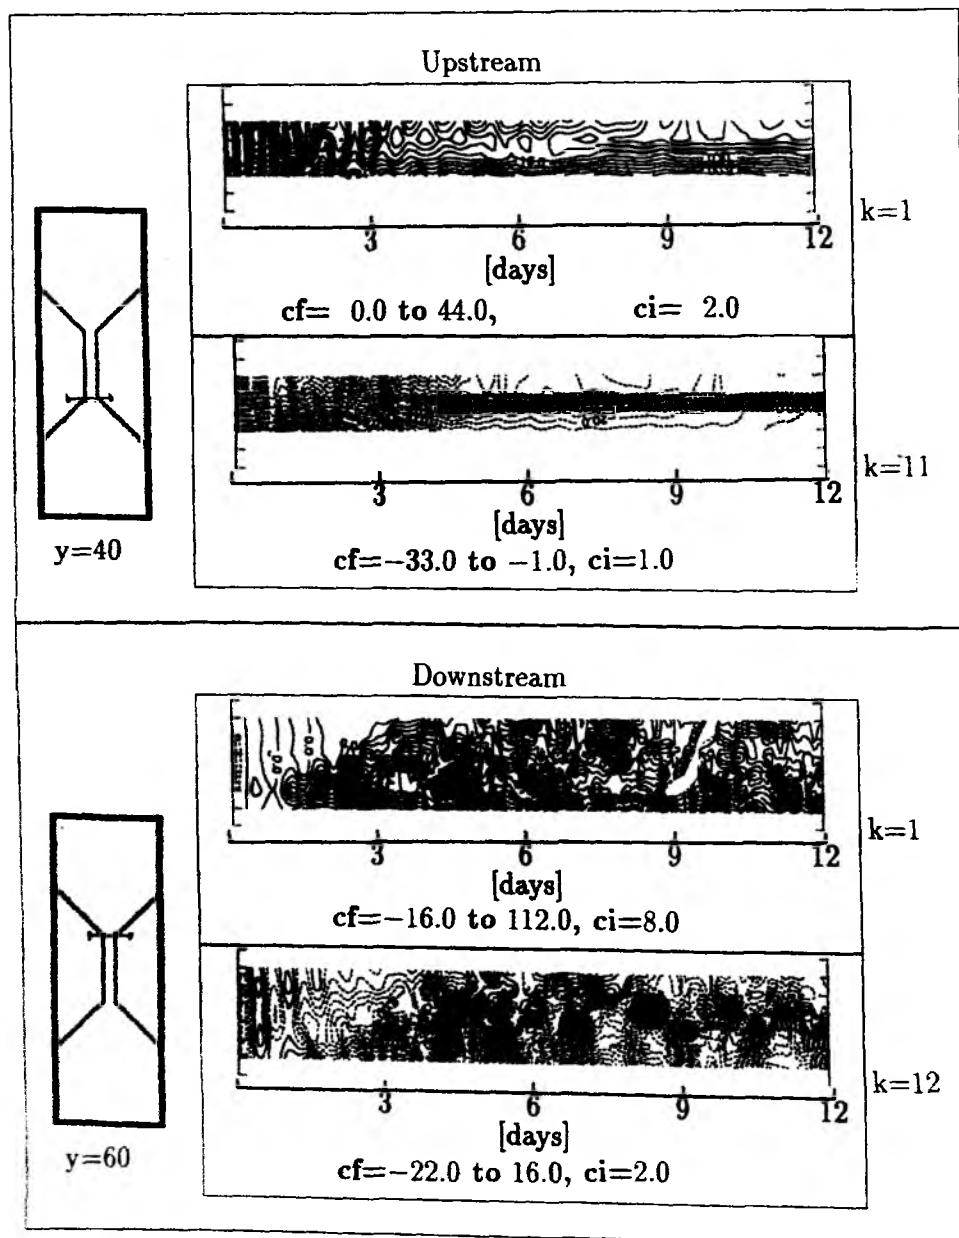 Upstream
3 6 9 12
[days]
cf= 0.0 to 44.0, ci= 2.0
k=1
3 6 9 12
[days]
cf=−33.0 to −1.0, ci=1.0
k=11
y=40
Downstream
3 6 9 12
[days]
cf=−16.0 to 112.0, ci=8.0
k=1
3 6 9 12
[days]
cf=−22.0 to 16.0, ci=2.0
k=12
y=60